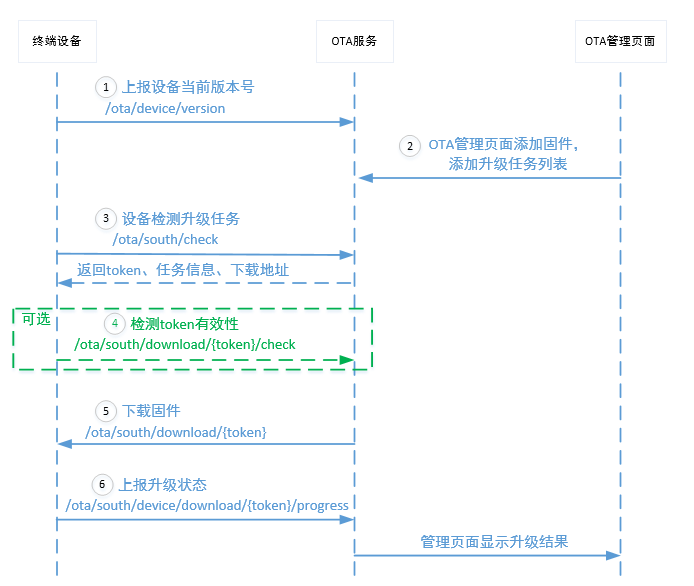 终端设备
OTA服务
OTA管理页面
1 上报设备当前版本号
/ota/device/version
2 OTA管理页面添加固件，
添加升级任务列表
3 设备检测升级任务
/ota/south/check
返回token、任务信息、下载地址
可选
4 检测token有效性
/ota/south/download/{token}/check
5 下载固件
/ota/south/download/{token}
6 上报升级状态
/ota/south/device/download/{token}/progress
管理页面显示升级结果